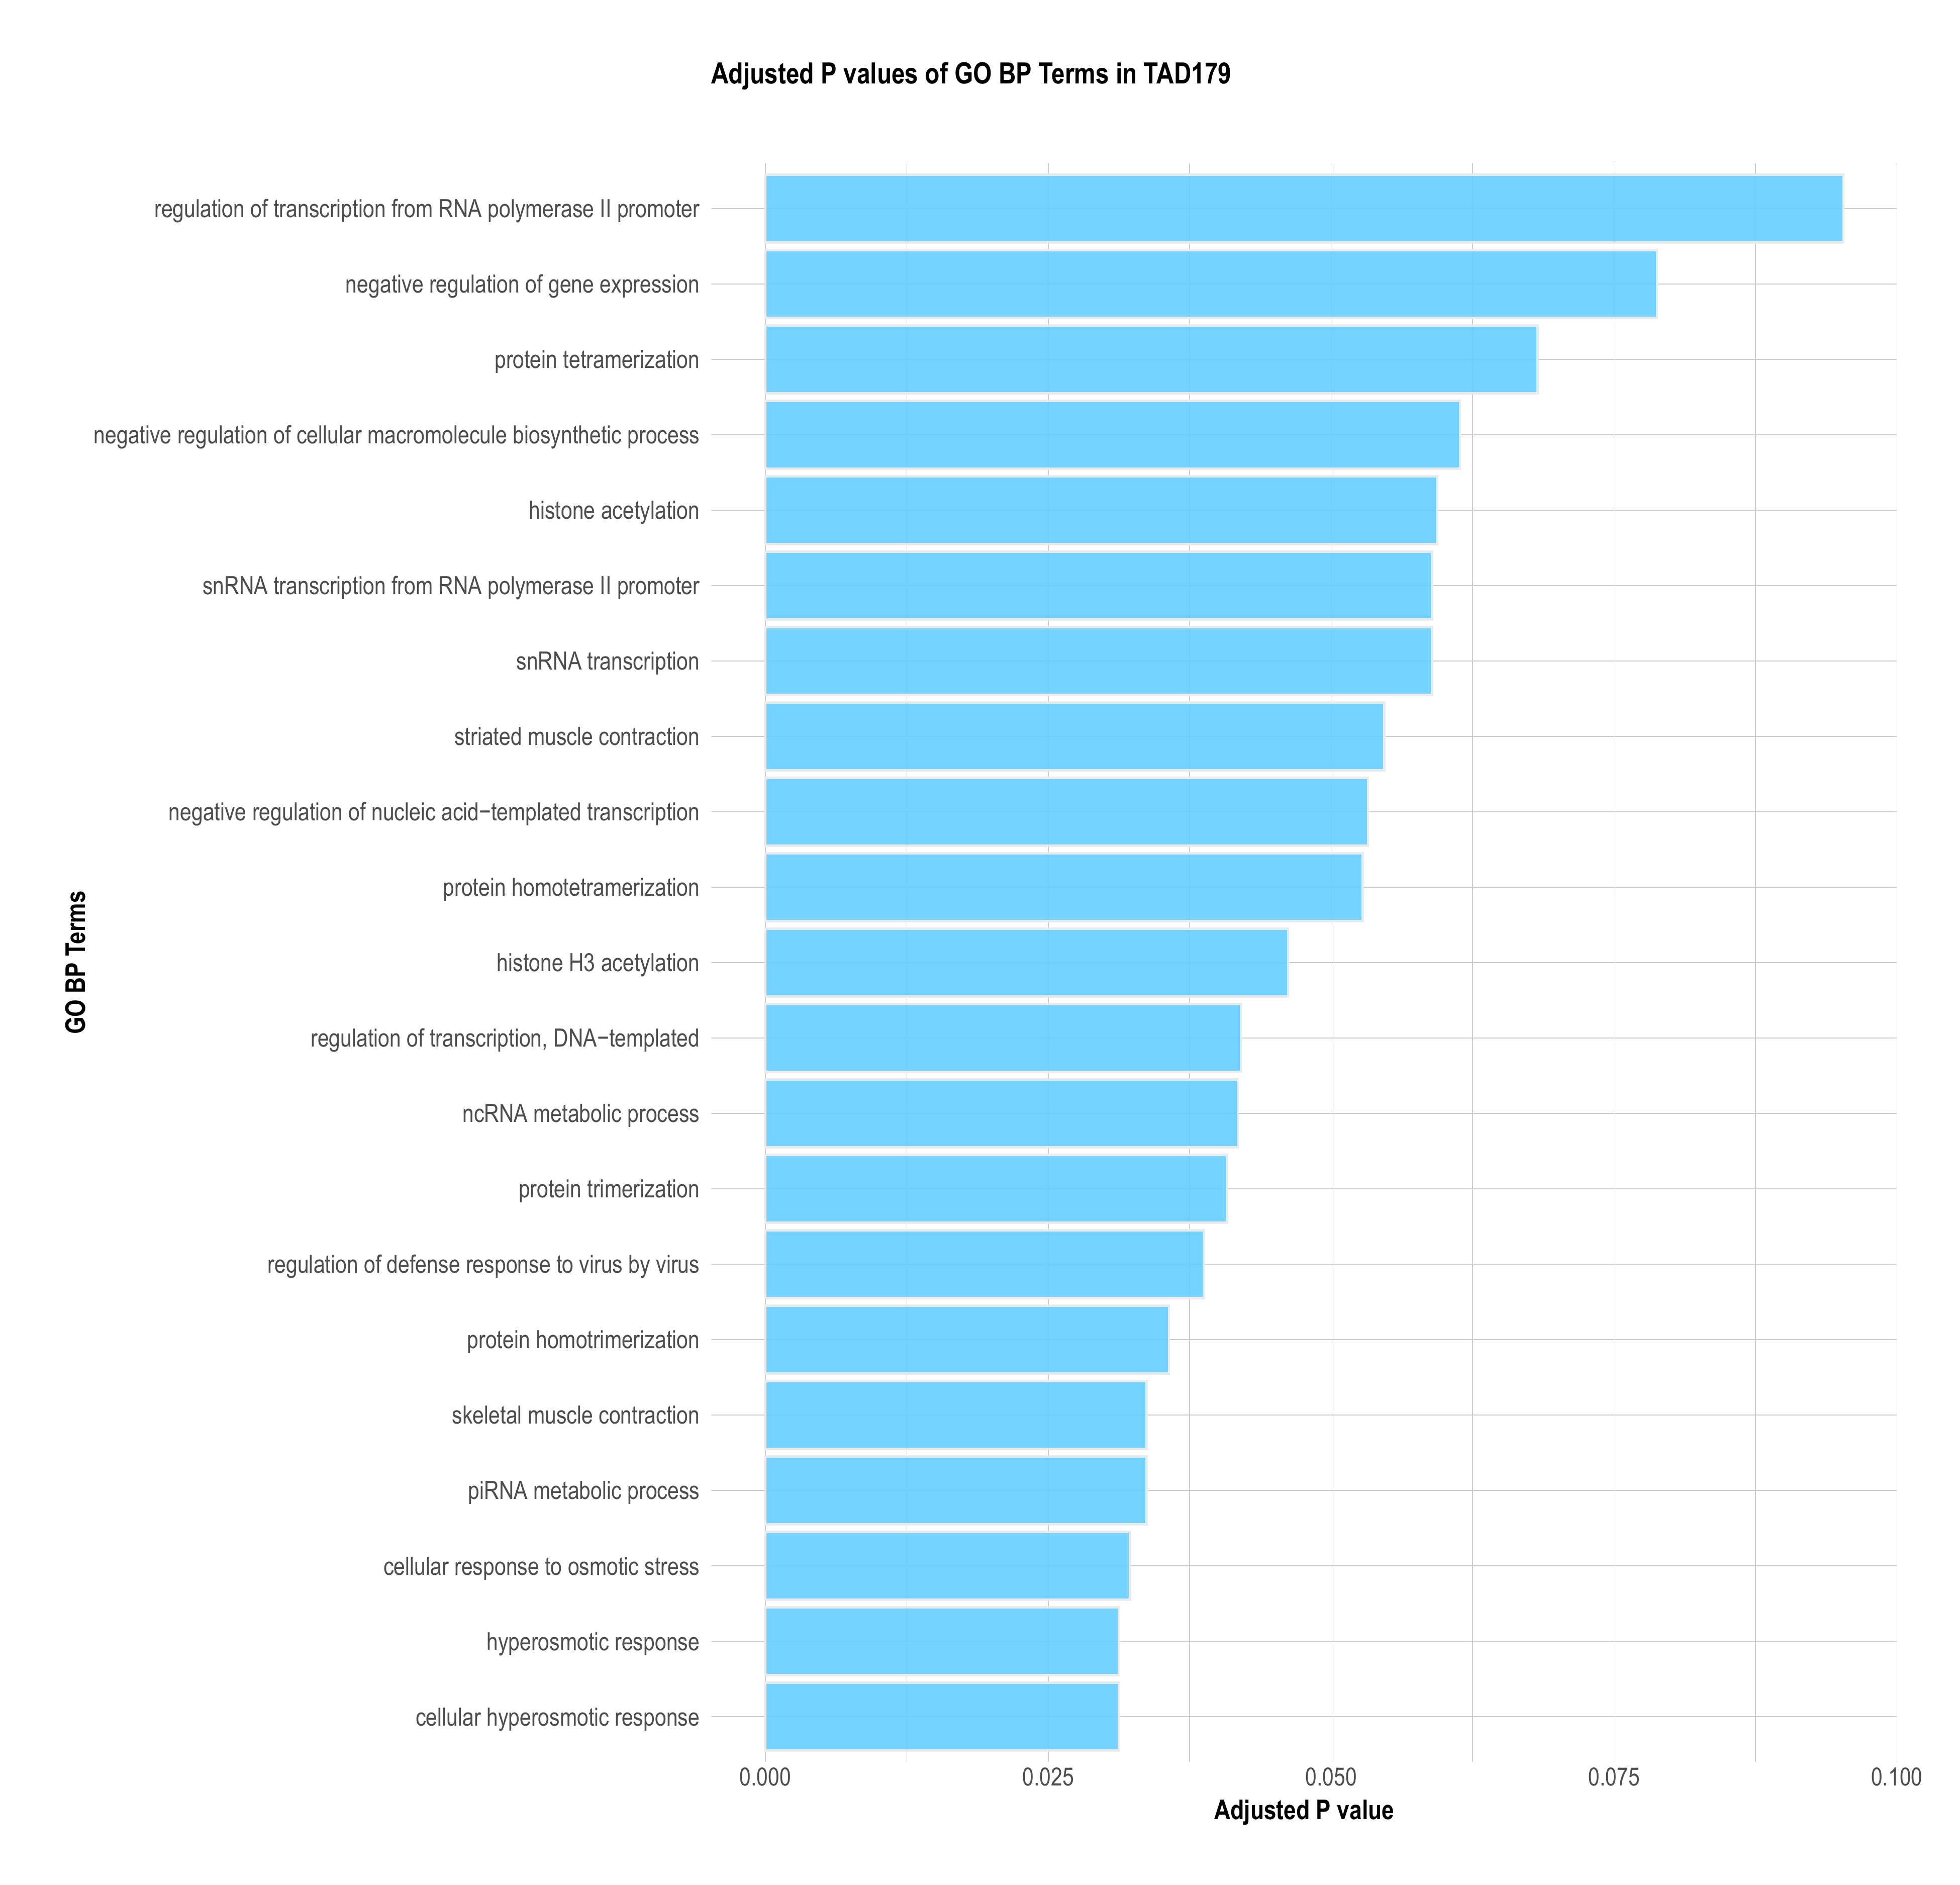 Adjusted P values of GO BP Terms in TAD179
regulation of transcription from RNA polymerase II promoter
negative regulation of gene expression
protein tetramerization
negative regulation of cellular macromolecule biosynthetic process
histone acetylation
snRNA transcription from RNA polymerase II promoter
snRNA transcription
striated muscle contraction
negative regulation of nucleic acid−templated transcription
protein homotetramerization
histone H3 acetylation
regulation of transcription, DNA−templated
ncRNA metabolic process
protein trimerization
regulation of defense response to virus by virus
protein homotrimerization
skeletal muscle contraction
piRNA metabolic process
cellular response to osmotic stress
hyperosmotic response
cellular hyperosmotic response
GO BP Terms
0.000 0.025 0.050 0.075 0.100
Adjusted P value